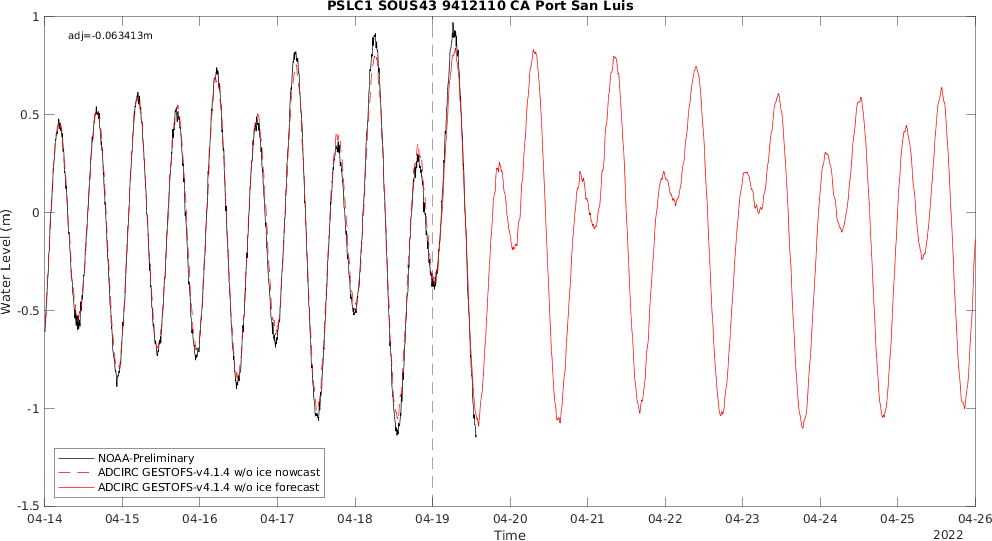 PSLC1 SOUS43 9412110 CA Port San Luis
adj=-0.063413m
1
0.5
0
-0.5
-1
-1.5
Water Level (m)
NOAA-Preliminary
ADCIRC GESTOFS-v4.1.4 w/o ice nowcast
ADCIRC GESTOFS-v4.1.4 w/o ice forecast
04-14 04-15 04-16 04-17 04-18 04-19 04-20 04-21 04-22 04-23 04-24 04-25 04-26
Time
2022